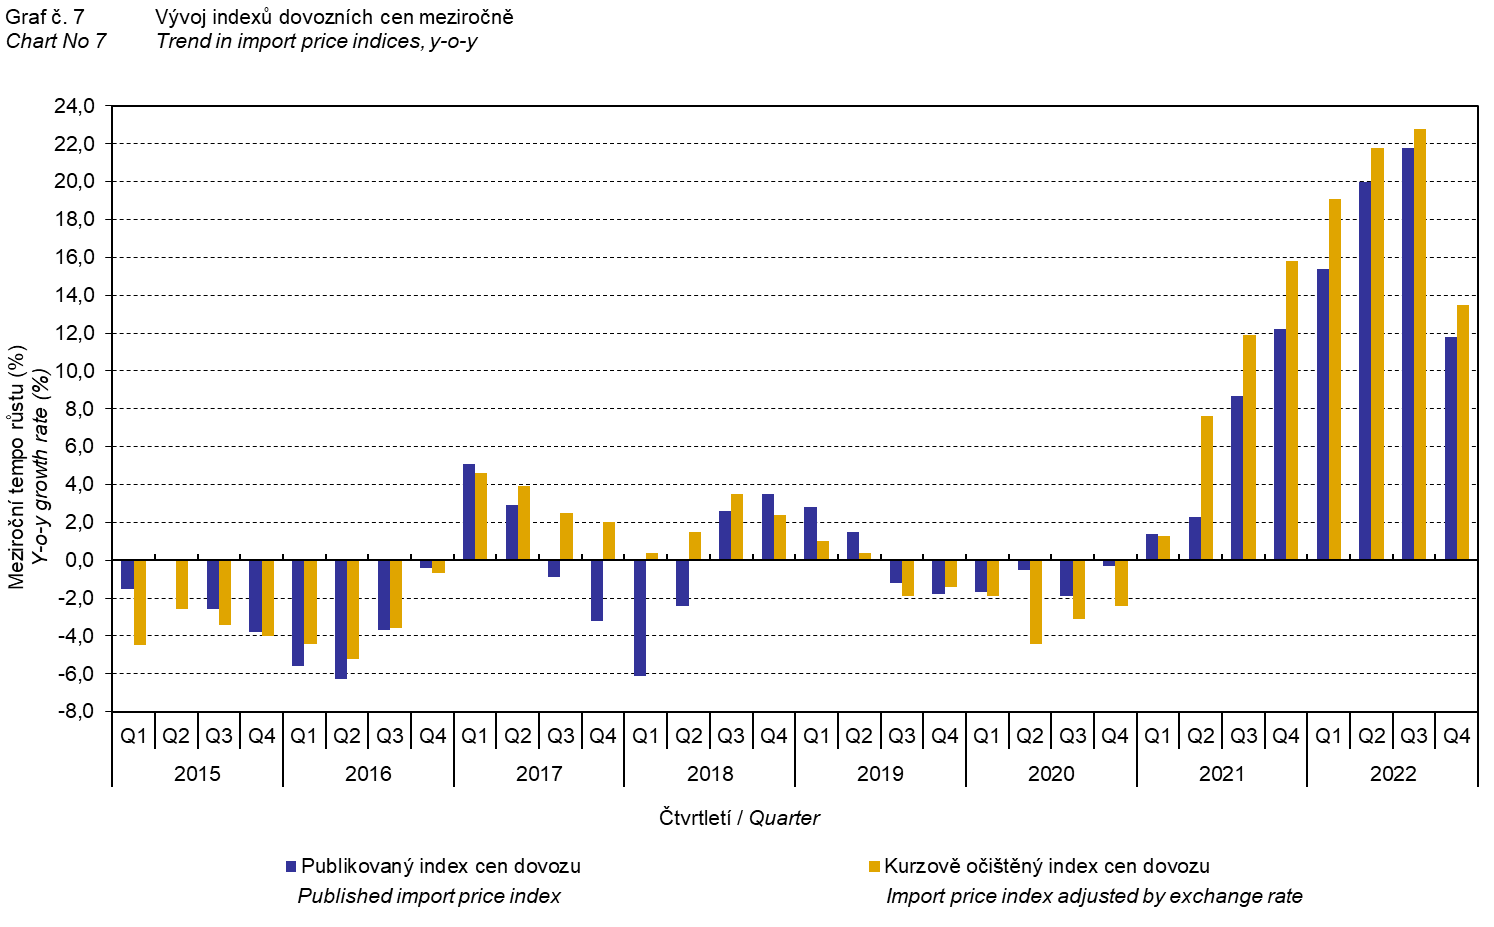 Graf č. 7 Vývoj indexů dovozních cen meziročně
Chart No 7 Trend in import price indices, y-o-y
Meziroční tempo růstu (%)
Y-o-y growth rate (%)
24,0
22,0
20,0
18,0
16,0
14,0
12,0
10,0
8,0
6,0
4,0
2,0
0,0
-2,0
-4,0
-6,0
-8,0
Q1 Q2 Q3 Q4 Q1 Q2 Q3 Q4 Q1 Q2 Q3 Q4 Q1 Q2 Q3 Q4 Q1 Q2 Q3 Q4 Q1 Q2 Q3 Q4 Q1 Q2 Q3 Q4 Q1 Q2 Q3 Q4
2015 2016 2017 2018 2019 2020 2021 2022
Čtvrtletí / Quarter
Publikovaný index cen dovozu Kurzově očištěný index cen dovozu
Published import price index Import price index adjusted by exchange rate